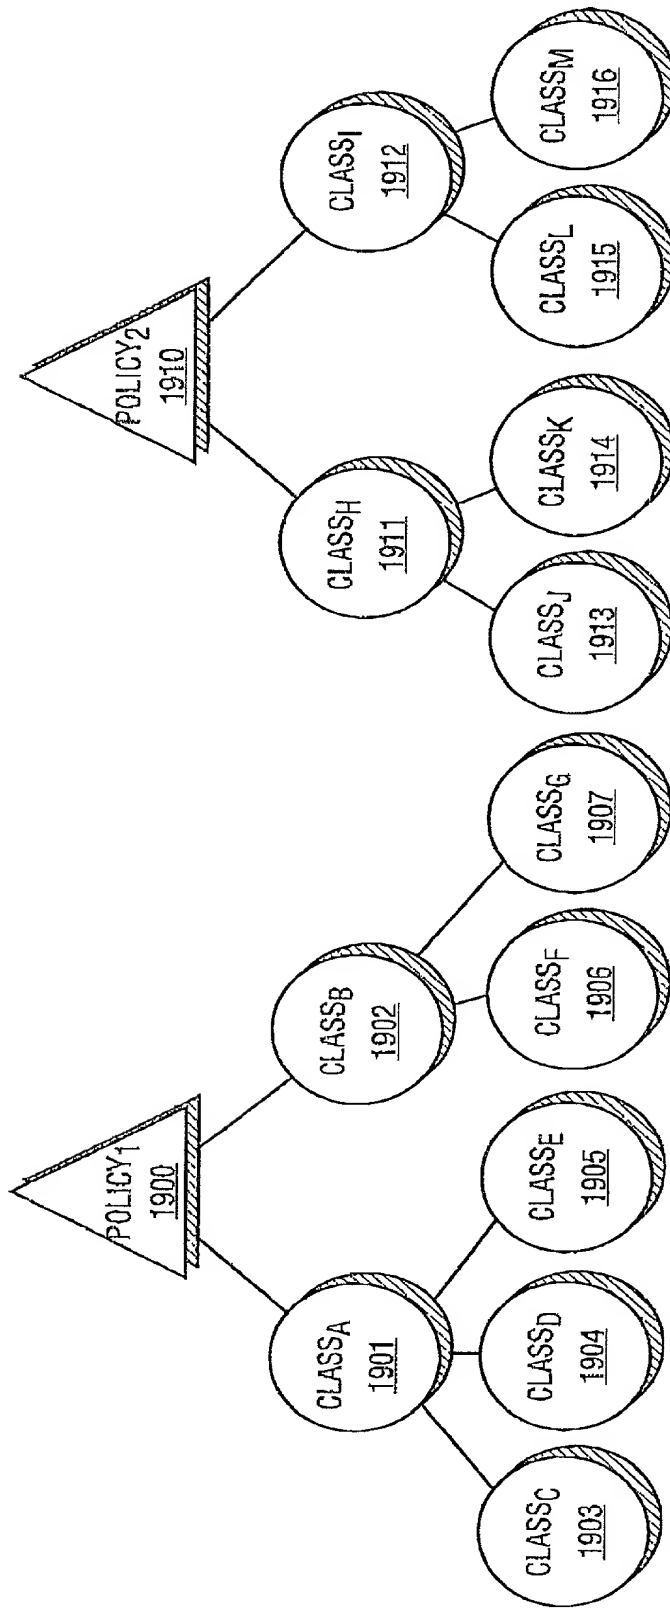 POLICY1
1900
POLICY2
1910
CLASSA
1901
CLASSB
1902
CLASSH
1911
CLASSI
1912
CLASSC
1903
CLASSD
1904
CLASSE
1905
CLASSF
1906
CLASSG
1907
CLASSJ
1913
CLASSK
1914
CLASSL
1915
CLASSM
1916